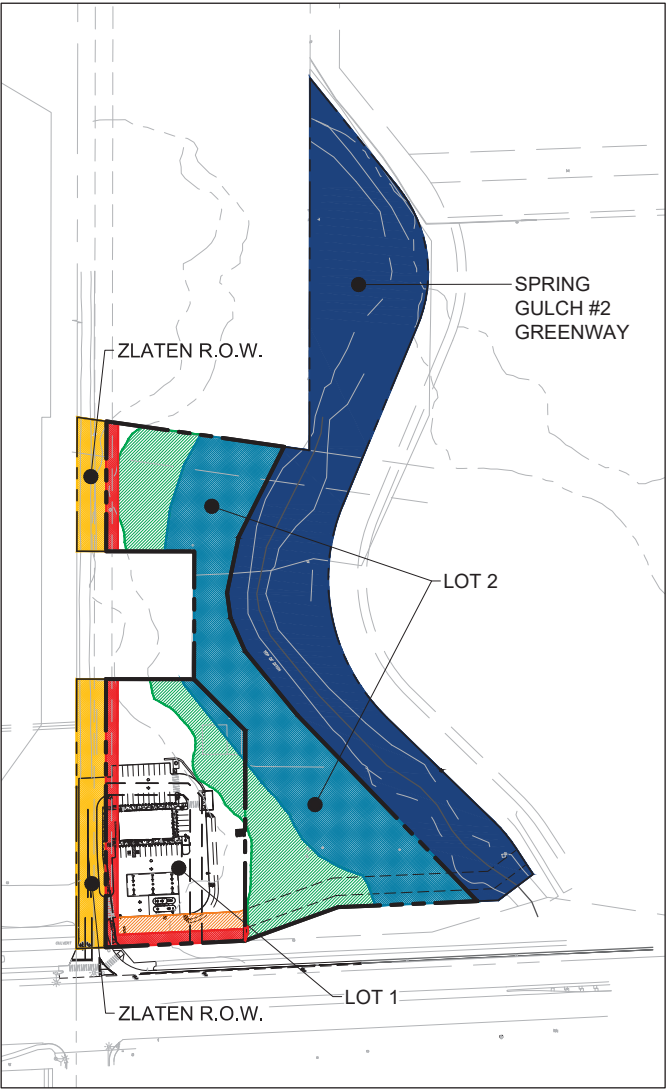 SPRING
GULCH #2
GREENWAY
ZLATEN R.O.W.
LOT 2
LOT 1
ZLATEN R.O.W.